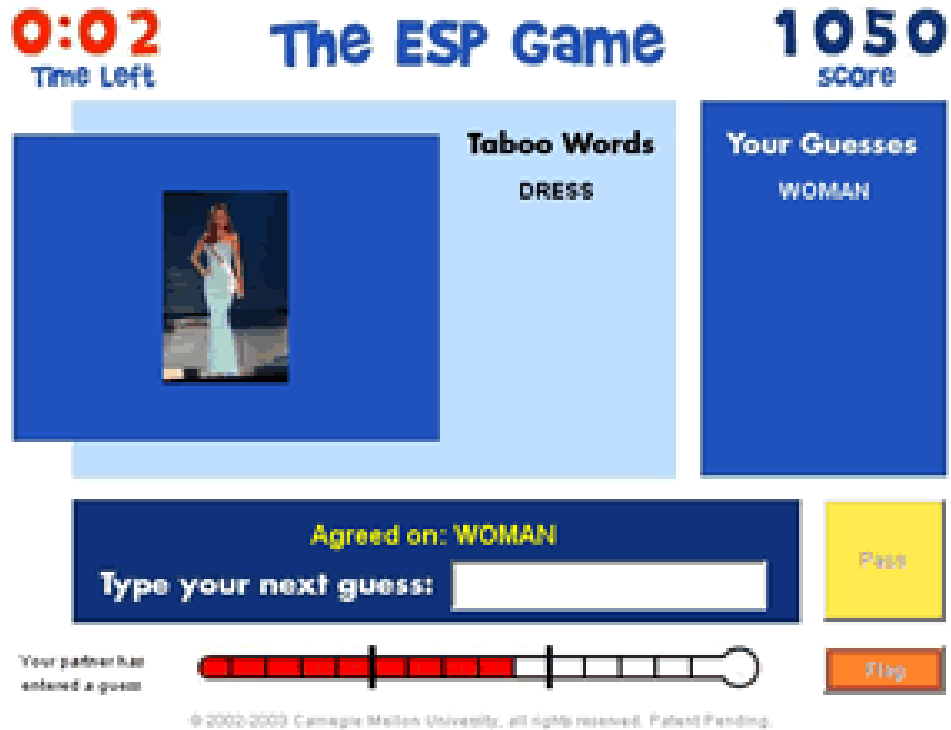 0:02
Time Left
The ESP Game
1050
score
Taboo Words
DRESS
Your Guesses
WOMAN
Agreed on: WOMAN
Type your next guess:
Pass
Your partner has
entered a guess
Flag
© 2002-2003 Carnegie Mellon University, all rights reserved. Patent Pending.